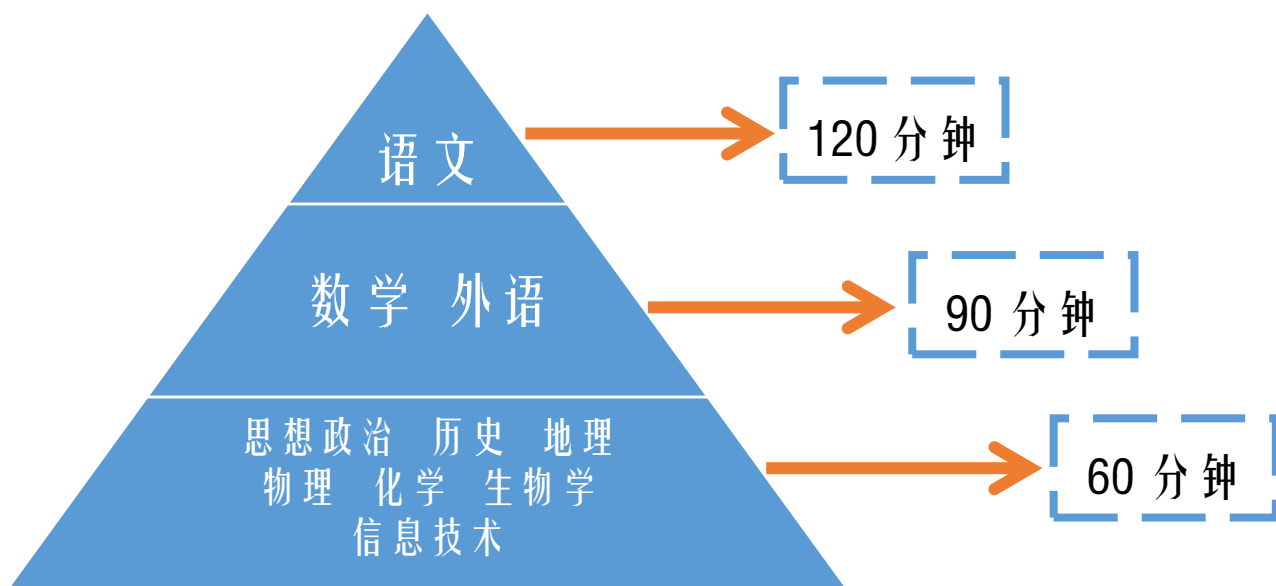 语文
120 分钟
数学 外语
90 分钟
思想政治 历史 地理
物理 化学 生物学
信息技术
60 分钟